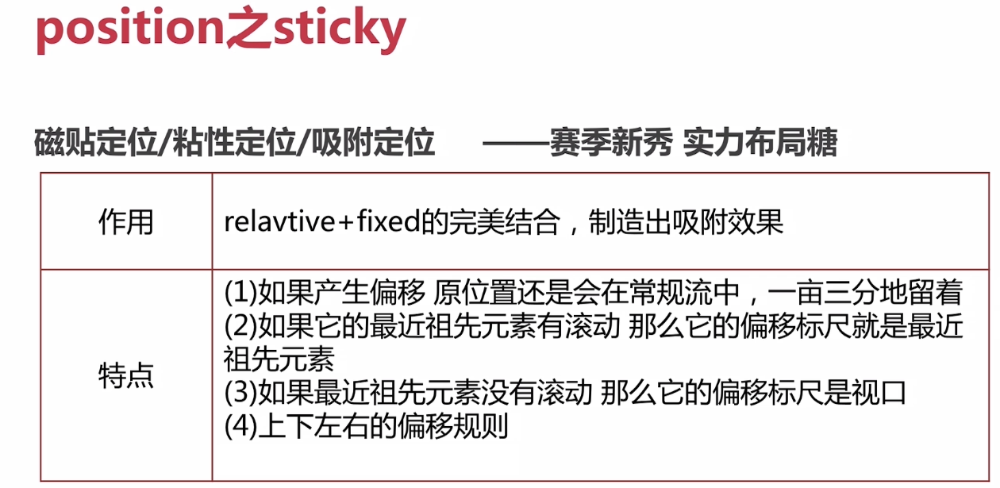 position之sticky
磁贴定位/粘性定位/吸附定位 ——赛季新秀 实力布局糖
作用
relavtive+fixed的完美结合，制造出吸附效果
特点
(1)如果产生偏移 原位置还是会在常规流中，一亩三分地留着
(2)如果它的最近祖先元素有滚动 那么它的偏移标尺就是最近
祖先元素
(3)如果最近祖先元素没有滚动 那么它的偏移标尺是视口
(4)上下左右的偏移规则